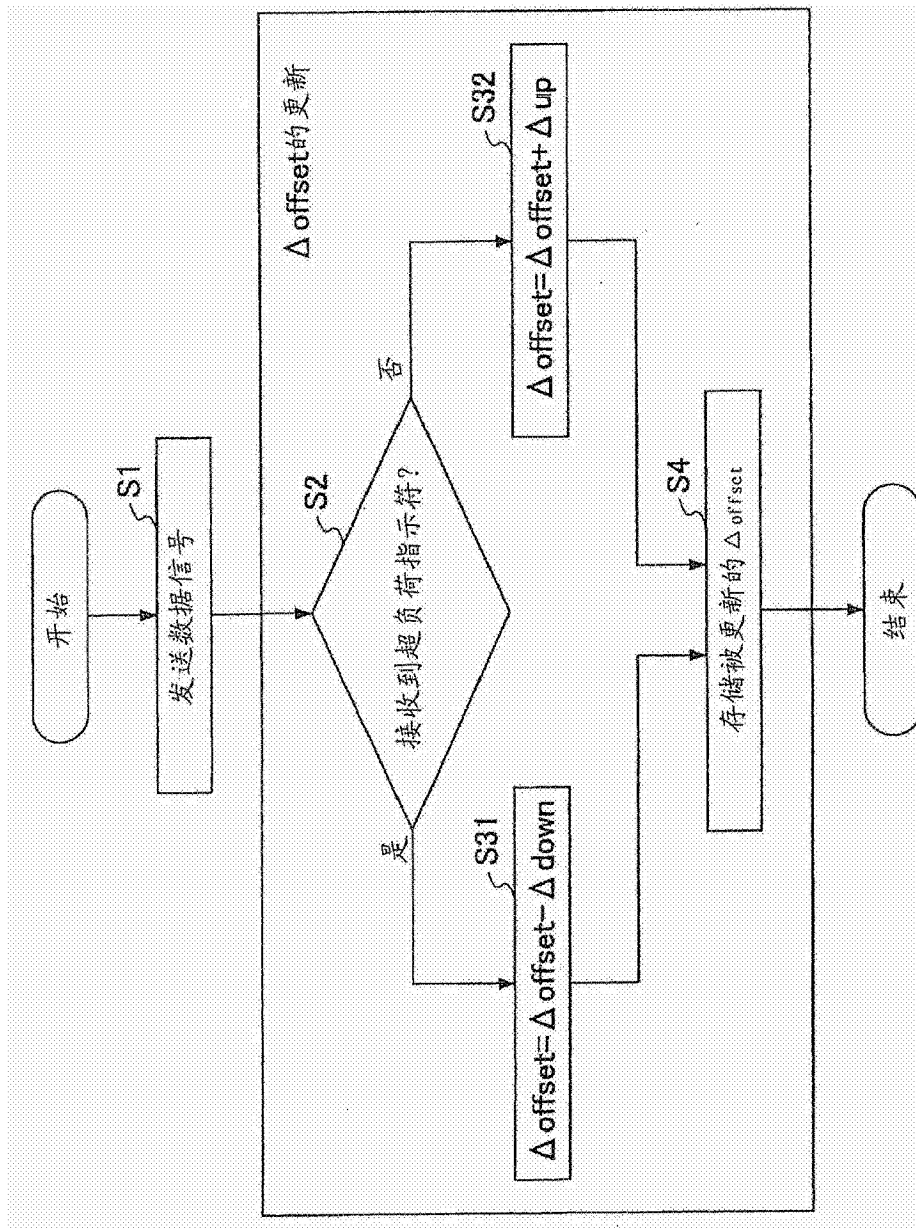 开始
S1
发送数据信号
Δoffset的更新
S2
接收到超负荷指示符?
是
否
S31
Δoffset=Δoffset-Δdown
S32
Δoffset=Δoffset+Δup
S4
存储被更新的Δoffset
结束